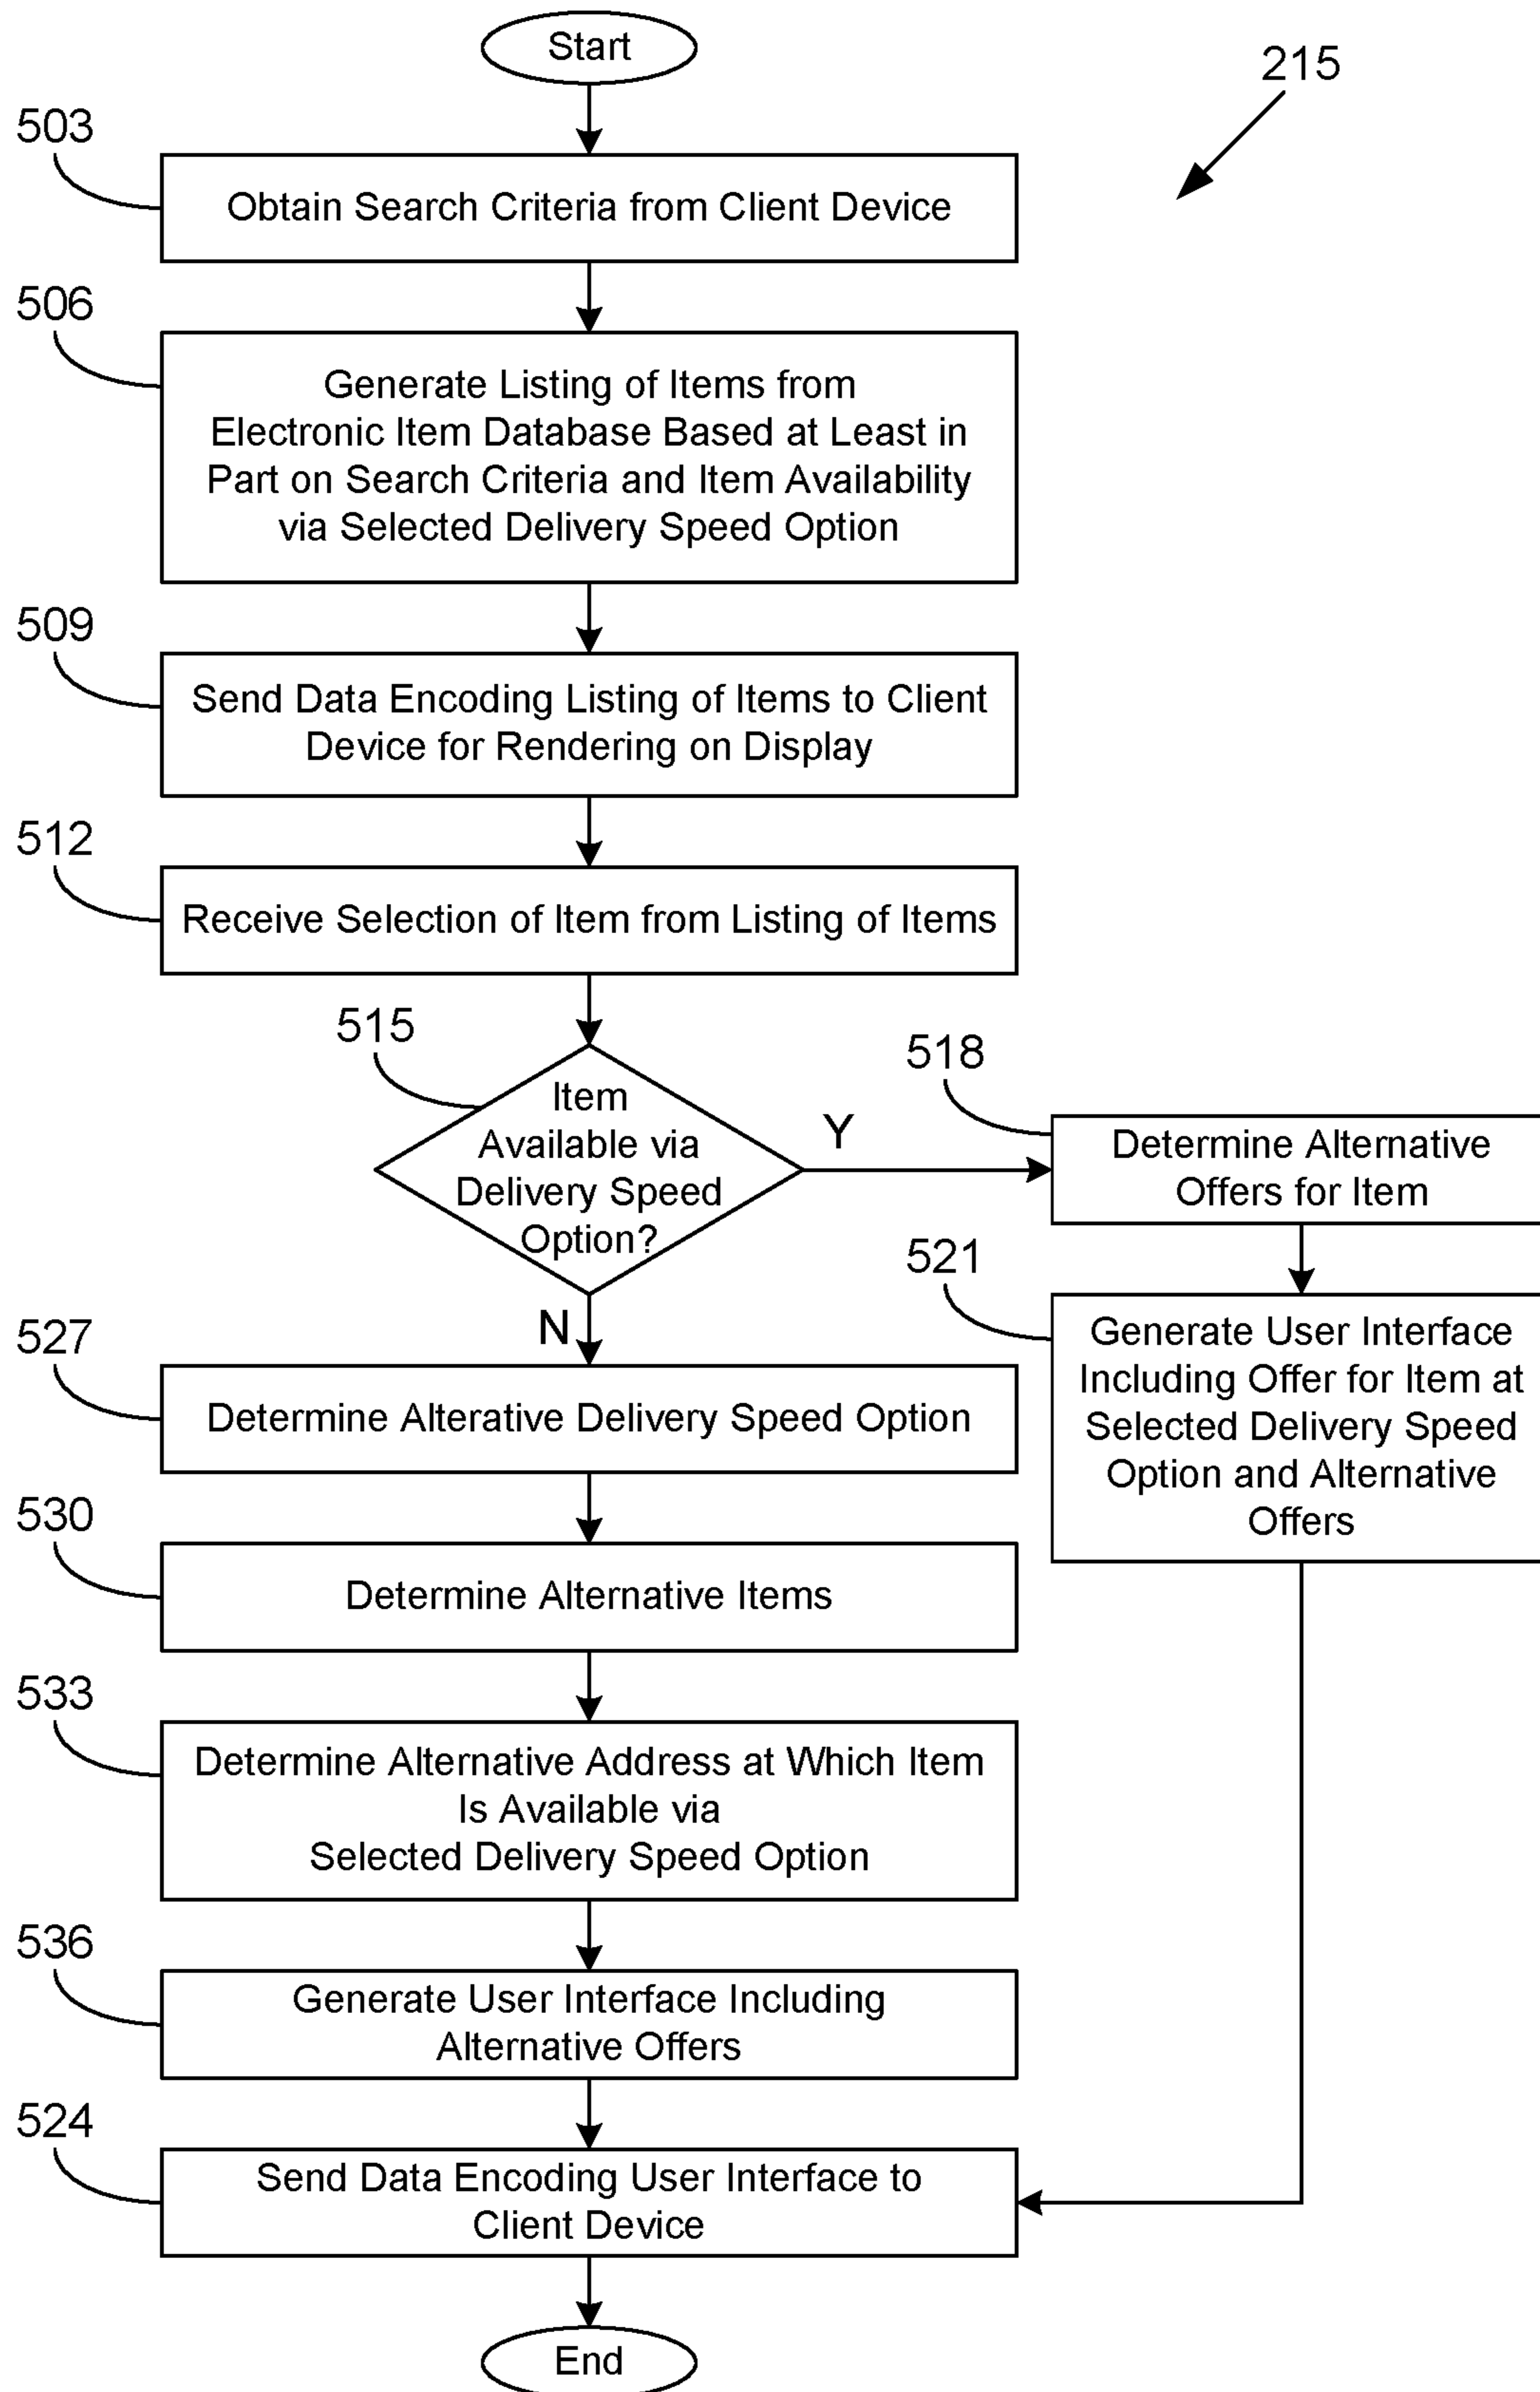 Start
215
503
Obtain Search Criteria from Client Device
506
Generate Listing of Items from
Electronic Item Database Based at Least in
Part on Search Criteria and Item Availability
via Selected Delivery Speed Option
509
Send Data Encoding Listing of Items to Client
Device for Rendering on Display
512
Receive Selection of Item from Listing of Items
515
Item
Available via
Delivery Speed
Option?
Y
N
518
Determine Alternative
Offers for Item
521
Generate User Interface
Including Offer for Item at
Selected Delivery Speed
Option and Alternative
Offers
527
Determine Alterative Delivery Speed Option
530
Determine Alternative Items
533
Determine Alternative Address at Which Item
Is Available via
Selected Delivery Speed Option
536
Generate User Interface Including
Alternative Offers
524
Send Data Encoding User Interface to
Client Device
End